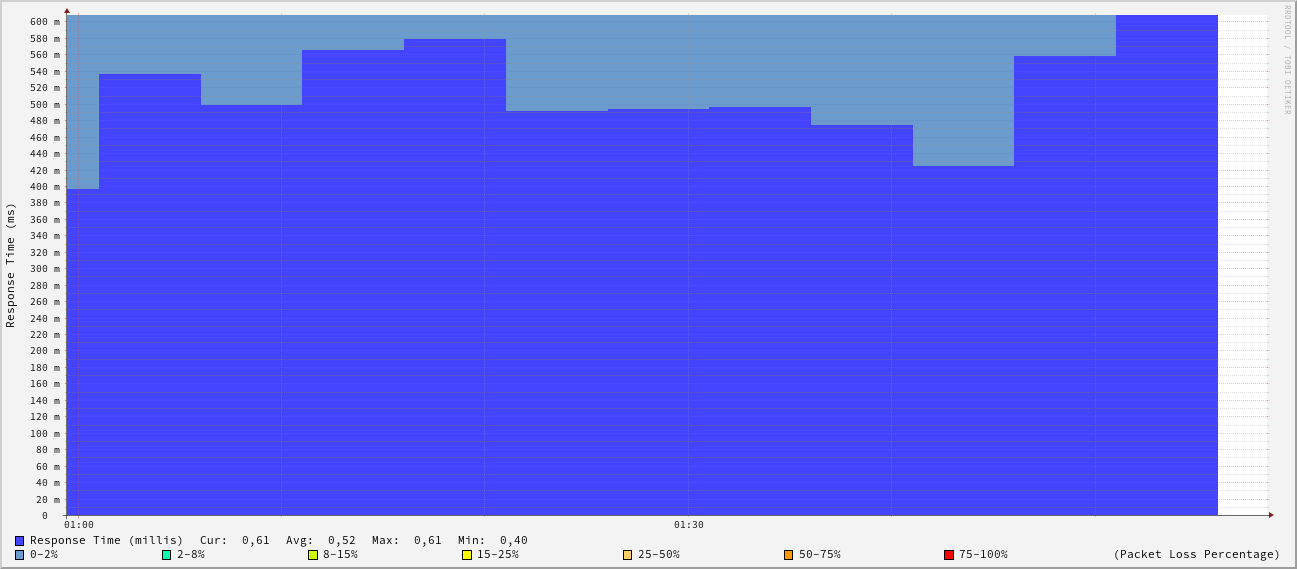 RRDTOOL / TOBI OETIKER
Response Time (ms)
600 m
580 m
560 m
540 m
520 m
500 m
480 m
460 m
440 m
420 m
400 m
380 m
360 m
340 m
320 m
300 m
280 m
260 m
240 m
220 m
200 m
180 m
160 m
140 m
120 m
100 m
80 m
60 m
40 m
20 m
0
01:00 01:30
Response Time (millis) Cur: 0,61 Avg: 0,52 Max: 0,61 Min: 0,40
0-2% 2-8% 8-15% 15-25% 25-50% 50-75% 75-100% (Packet Loss Percentage)